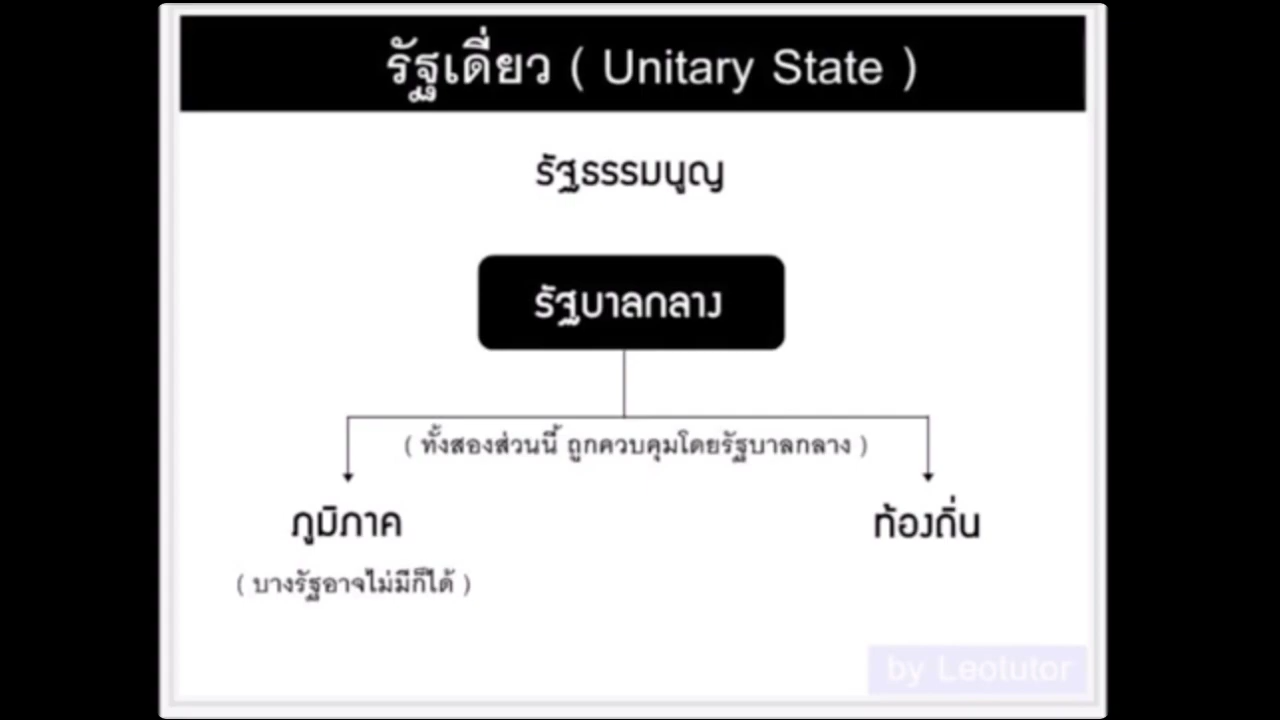 รัฐเดี่ยว ( Unitary State )
รัฐธรรมนูญ
รัฐบาลกลาง
( ทั้งสองส่วนนี้ ถูกควบคุมโดยรัฐบาลกลาง )
ภูมิภาค
ท้องถิ่น
( บางรัฐอาจไม่มีก็ได้ )
by Leotutor